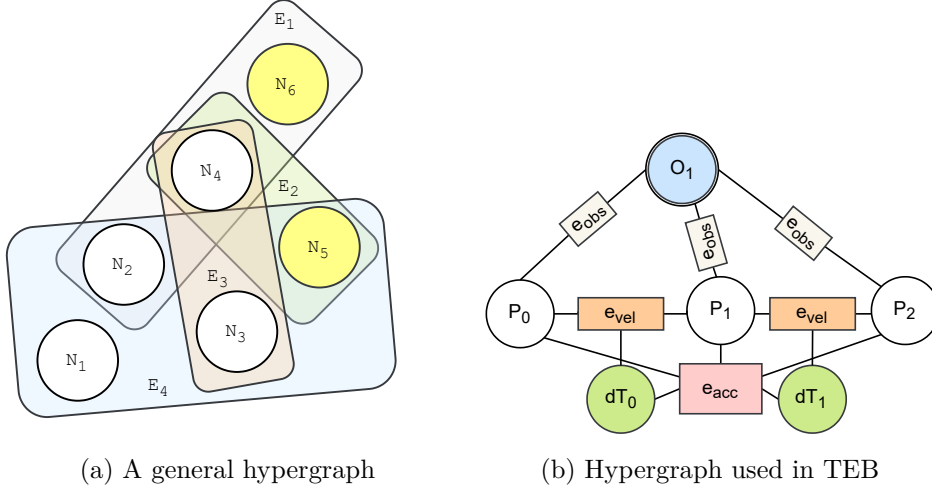 E1
N6
N4
E2
N2
N5
E3
N3
N1
E4
O1
eobs
eobs
eobs
P0
evel
P1
evel
P2
dT0
eacc
dT1
(a) A general hypergraph
(b) Hypergraph used in TEB